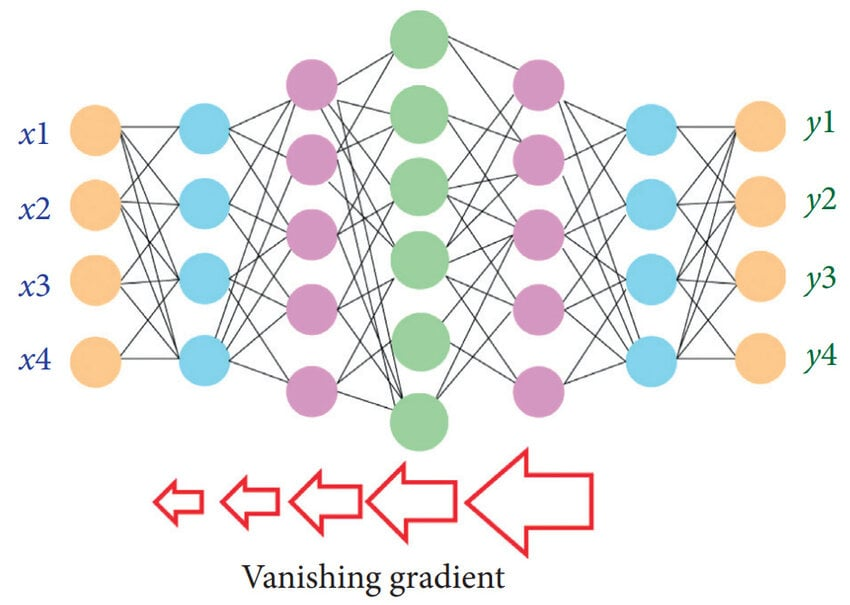 x1
x2
x3
x4
y1
y2
y3
y4
Vanishing gradient